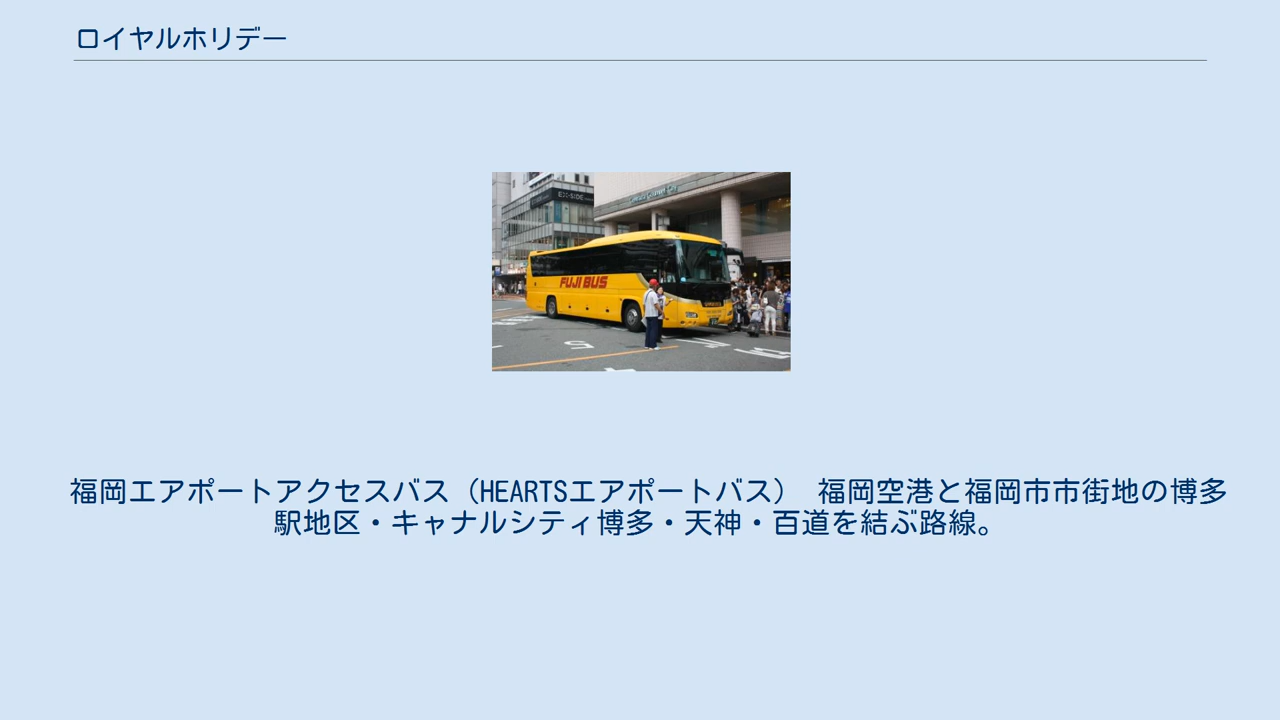 ロイヤルホリデー
EX-SIDE
FUJI BUS
福岡エアポートアクセスバス（HEARTSエアポートバス）　福岡空港と福岡市市街地の博多
駅地区・キャナルシティ博多・天神・百道を結ぶ路線。